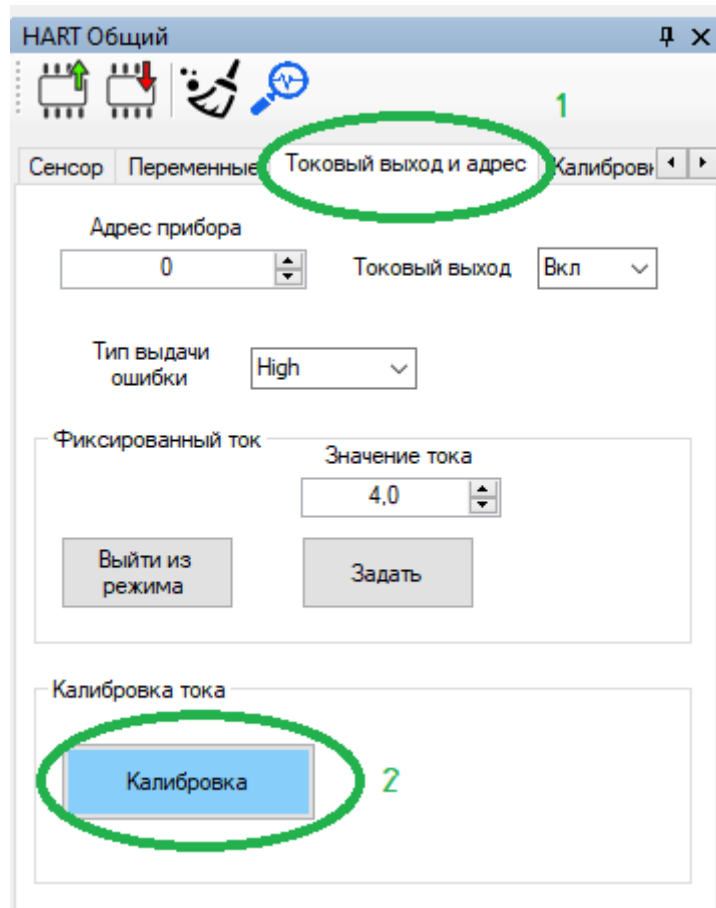 HART Общий
1
Сенсор Переменные Токовый выход и адрес Калибровк
Адрес прибора
0 Токовый выход Вкл
Тип выдачи
ошибки
High
Фиксированный ток
Значение тока
4,0
Выйти из
режима
Задать
Калибровка тока
Калибровка 2